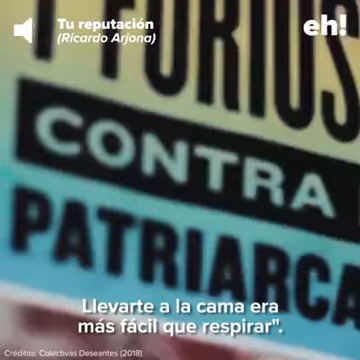 Tu reputación
(Ricardo Arjona)
eh!
Y FURIOS
CONTRA
PATRIARCA
Llevarte a la cama era
más fácil que respirar".
Créditos: Colectivas Deseantes (2018)